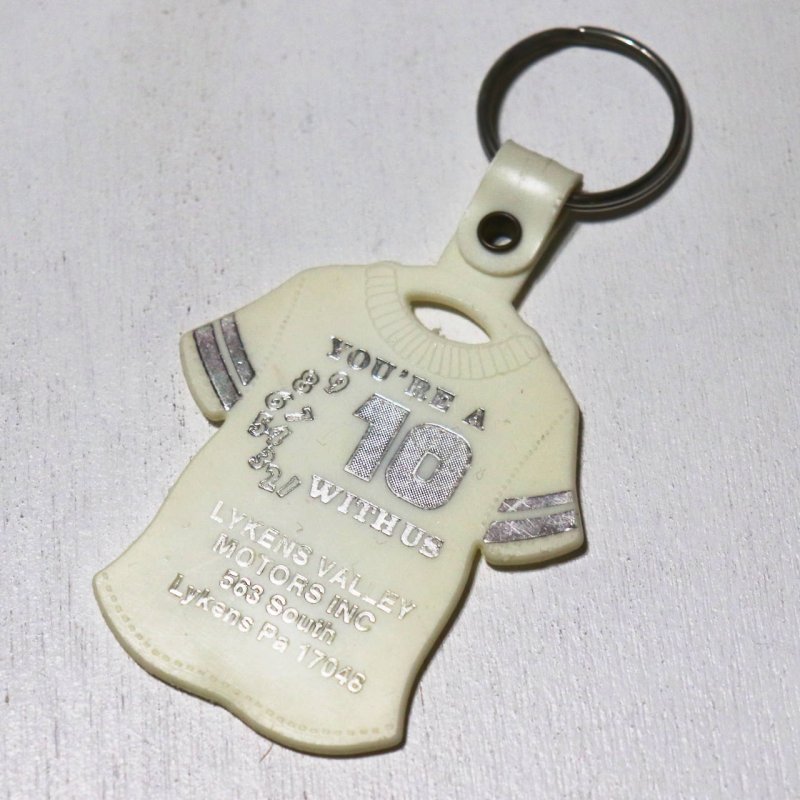 YOU'RE A
10
9
8
7
6
5 4
3
2 1
WITH US
LYKENS VALLEY
MOTORS INC
563 South
Lykens Pa 17048